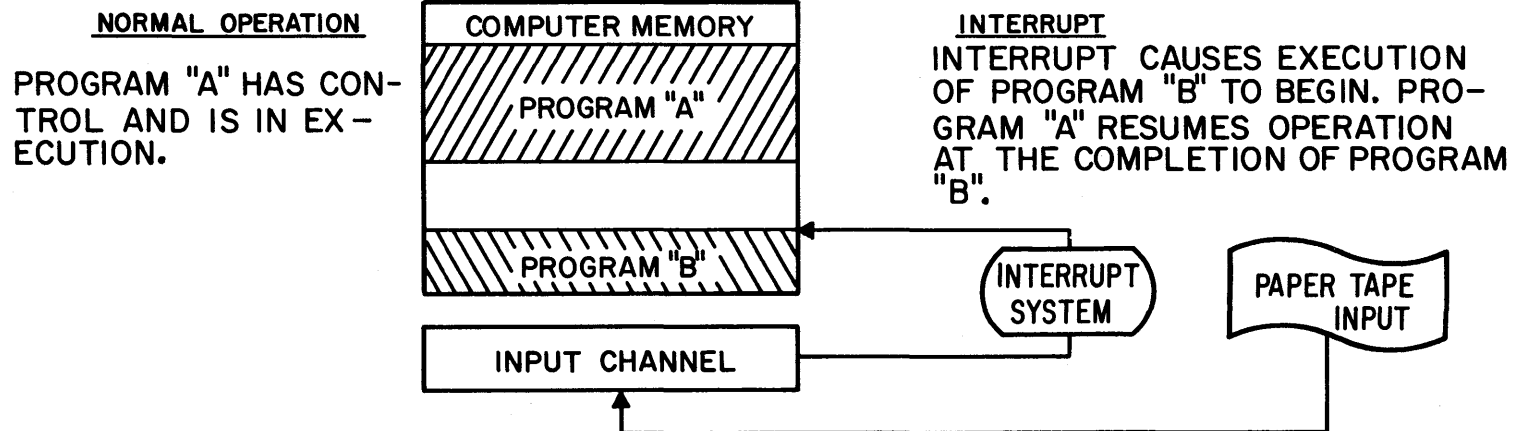 NORMAL OPERATION
PROGRAM "A" HAS CON-
TROL AND IS IN EX-
ECUTION.
COMPUTER MEMORY
PROGRAM "A"
PROGRAM "B"
INPUT CHANNEL
INTERRUPT
INTERRUPT CAUSES EXECUTION
OF PROGRAM "B" TO BEGIN. PRO-
GRAM "A" RESUMES OPERATION
AT THE COMPLETION OF PROGRAM
"B".
INTERRUPT
SYSTEM
PAPER TAPE
INPUT